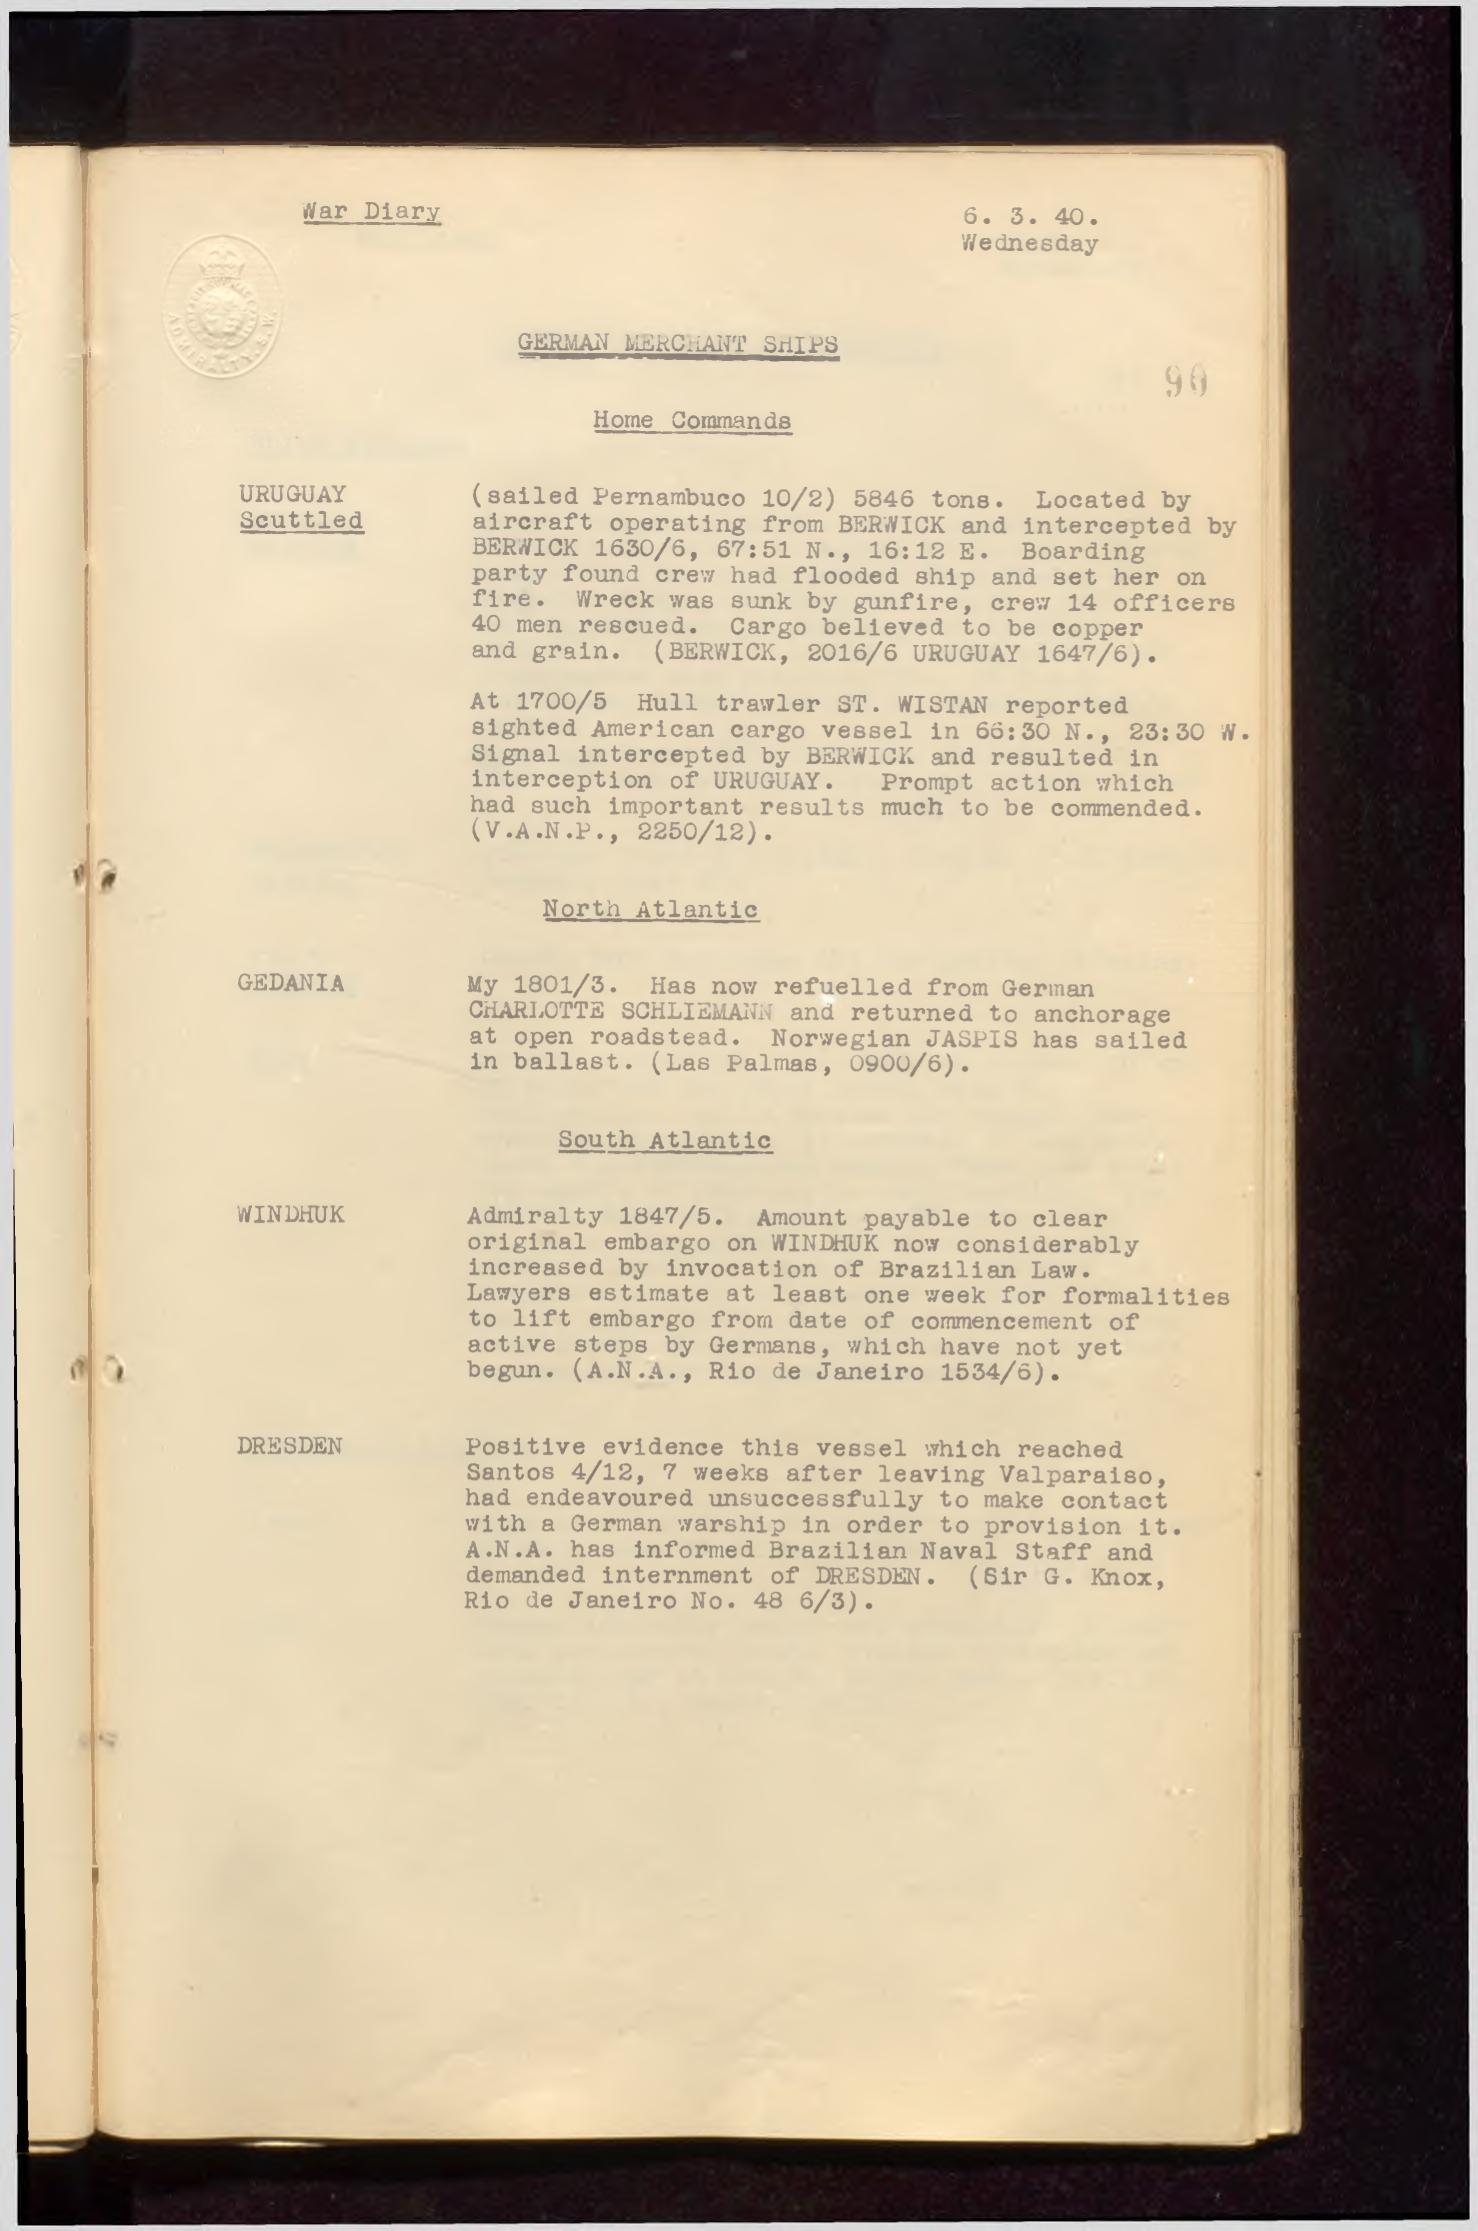 War Diary
6. 3. 40.
Wednesday
ADMIRALTY. S.W.
GERMAN MERCHANT SHIPS
90
Home Commands
URUGUAY
Scuttled
(sailed Pernambuco 10/2) 5846 tons. Located by
aircraft operating from BERWICK and intercepted by
BERWICK 1630/6, 67:51 N., 16:12 E. Boarding
party found crew had flooded ship and set her on
fire. Wreck was sunk by gunfire, crew 14 officers
40 men rescued. Cargo believed to be copper
and grain. (BERWICK, 2016/6 URUGUAY 1647/6).
At 1700/5 Hull trawler ST. WISTAN reported
sighted American cargo vessel in 66:30 N., 23:30 W.
Signal intercepted by BERWICK and resulted in
interception of URUGUAY. Prompt action which
had such important results much to be commended.
(V.A.N.P., 2250/12).
North Atlantic
GEDANIA
My 1801/3. Has now refuelled from German
CHARLOTTE SCHLIEMANN and returned to anchorage
at open roadstead. Norwegian JASPIS has sailed
in ballast. (Las Palmas, 0900/6).
South Atlantic
WINDHUK
Admiralty 1847/5. Amount payable to clear
original embargo on WINDHUK now considerably
increased by invocation of Brazilian Law.
Lawyers estimate at least one week for formalities
to lift embargo from date of commencement of
active steps by Germans, which have not yet
begun. (A.N.A., Rio de Janeiro 1534/6).
DRESDEN
Positive evidence this vessel which reached
Santos 4/12, 7 weeks after leaving Valparaiso,
had endeavoured unsuccessfully to make contact
with a German warship in order to provision it.
A.N.A. has informed Brazilian Naval Staff and
demanded internment of DRESDEN. (Sir G. Knox,
Rio de Janeiro No. 48 6/3).